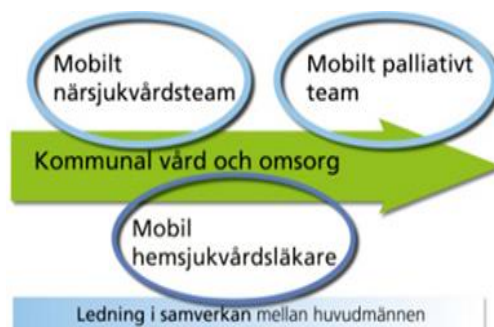 Mobilt
närsjukvårdsteam
Mobilt palliativt
team
Kommunal vård och omsorg
Mobil
hemsjukvårdsläkare
Ledning i samverkan mellan huvudmännen